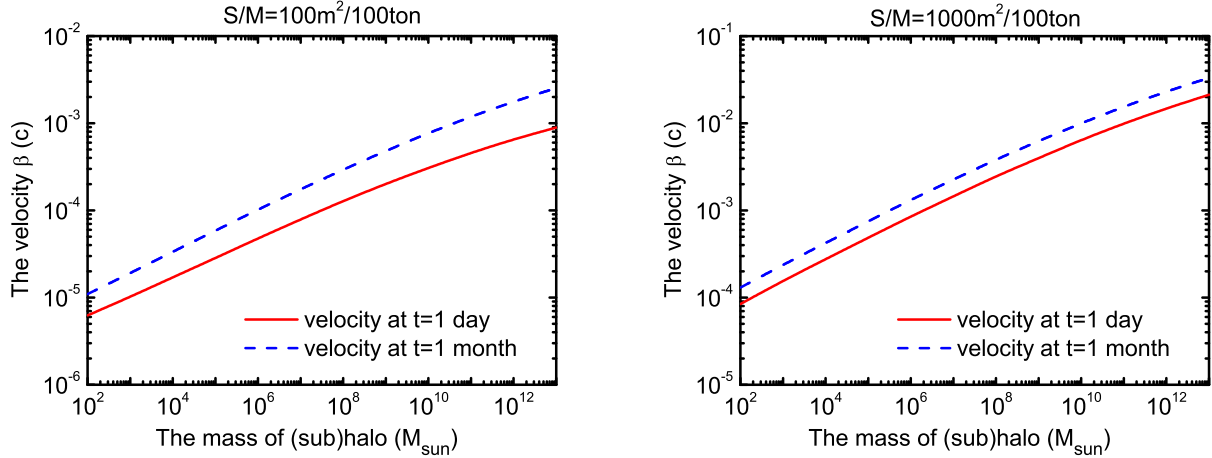 S/M=100m²/100ton
The velocity β (c)
10⁻²
10⁻³
10⁻⁴
10⁻⁵
10⁻⁶
velocity at t=1 day
velocity at t=1 month
10² 10⁴ 10⁶ 10⁸ 10¹⁰ 10¹²
The mass of (sub)halo (M_sun)
S/M=1000m²/100ton
The velocity β (c)
10⁻¹
10⁻²
10⁻³
10⁻⁴
10⁻⁵
velocity at t=1 day
velocity at t=1 month
10² 10⁴ 10⁶ 10⁸ 10¹⁰ 10¹²
The mass of (sub)halo (M_sun)